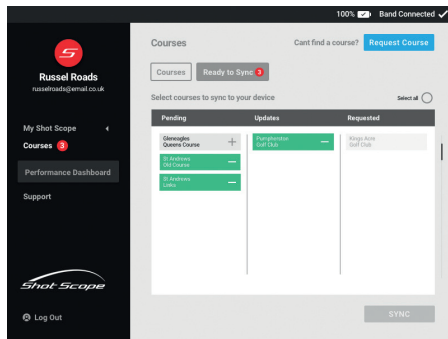 100% Band Connected
Russel Roads
russelroads@email.co.uk
My Shot Scope
Courses 3
Performance Dashboard
Support
Shot Scope
Log Out
Courses
Cant find a course? Request Course
Courses Ready to Sync 3
Select courses to sync to your device
Select all
Pending Updates Requested
Gleneagles
Queens Course
Pumpherston
Golf Club
Kings Acre
Golf Club
St Andrews
Old Course
St Andrews
Links
SYNC